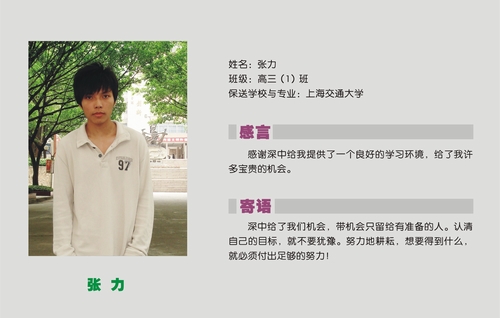 97
张 力
姓名：张力
班级：高三（1）班
保送学校与专业：上海交通大学
感言
感谢深中给我提供了一个良好的学习环境，给了我许
多宝贵的机会。
寄语
深中给了我们机会，带机会只留给有准备的人。认清
自己的目标，就不要犹豫。努力地耕耘，想要得到什么，
就必须付出足够的努力！